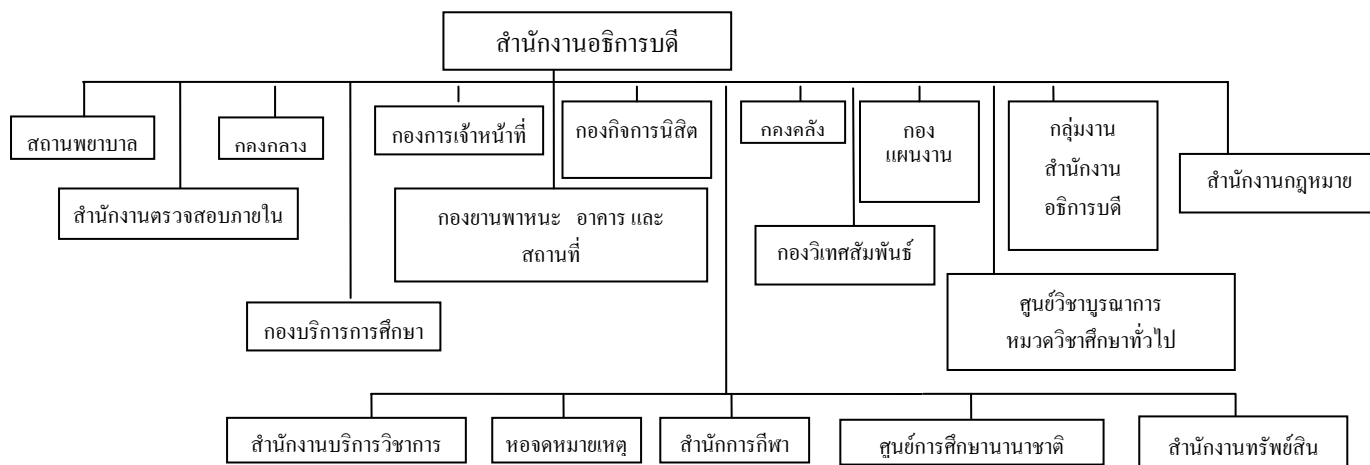 สำนักงานอธิการบดี
สถานพยาบาล
กองกลาง
กองการเจ้าหน้าที่
กองกิจการนิสิต
กองคลัง
กอง
แผนงาน
กลุ่มงาน
สำนักงาน
อธิการบดี
สำนักงานกฎหมาย
สำนักงานตรวจสอบภายใน
กองยานพาหนะ อาคาร และ
สถานที่
กองวิเทศสัมพันธ์
กองบริการการศึกษา
ศูนย์วิชาบูรณาการ
หมวดวิชาศึกษาทั่วไป
สำนักงานบริการวิชาการ
หอจดหมายเหตุ
สำนักการกีฬา
ศูนย์การศึกษานานาชาติ
สำนักงานทรัพย์สิน